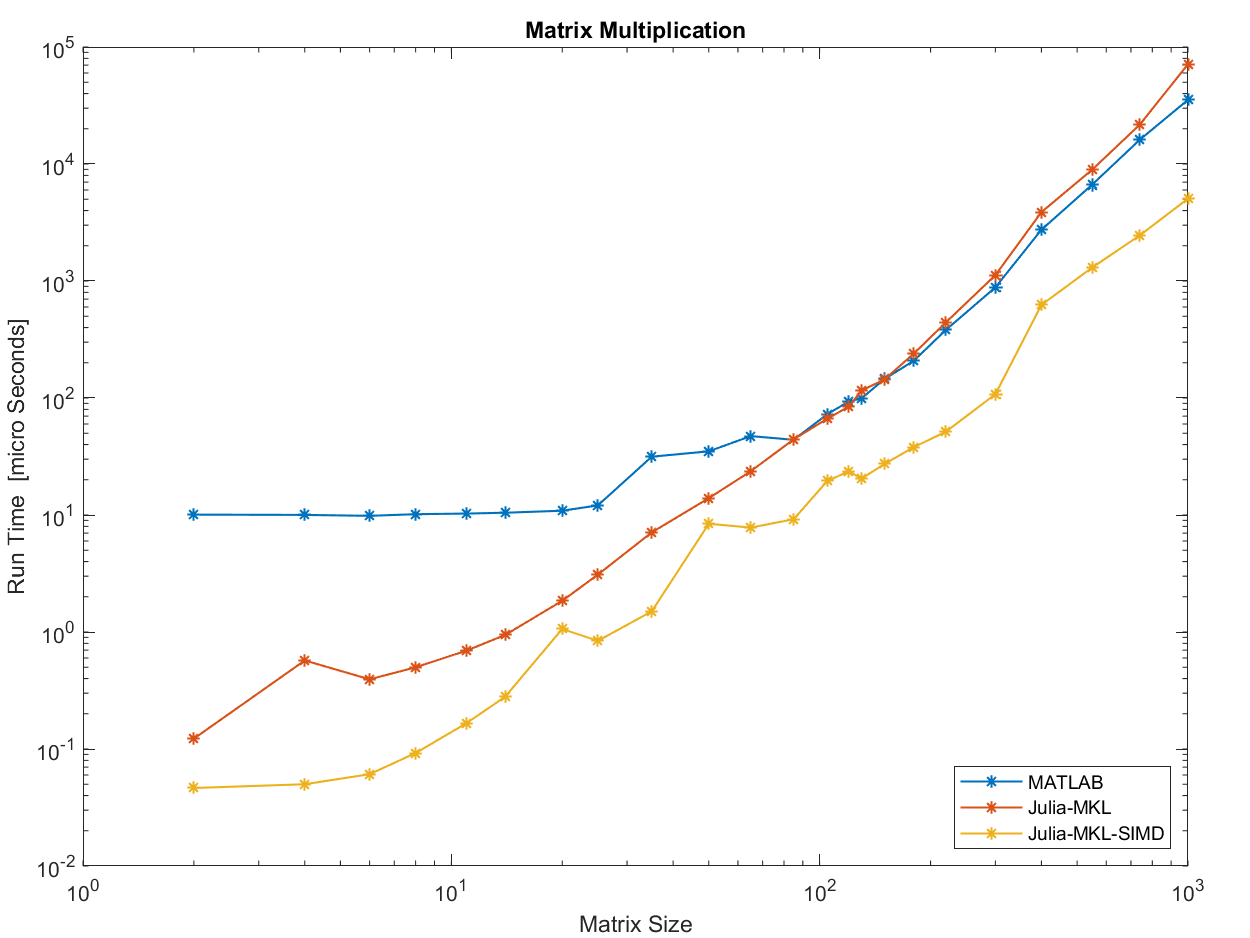 Matrix Multiplication
10^5
10^4
10^3
10^2
10^1
10^0
10^-1
10^-2
Run Time [micro Seconds]
10^0 10^1 10^2 10^3
Matrix Size
MATLAB
Julia-MKL
Julia-MKL-SIMD